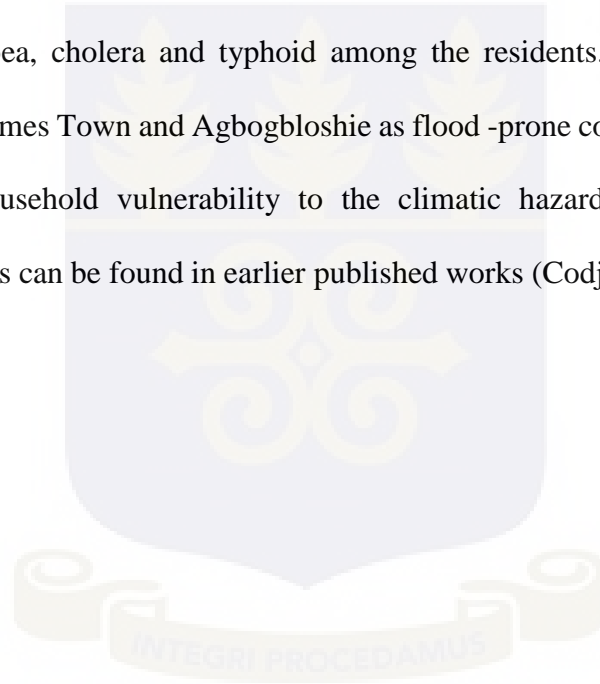 ea, cholera and typhoid among the residents.
mes Town and Agbogbloshie as flood -prone co
usehold vulnerability to the climatic hazard
s can be found in earlier published works (Codj
INTEGRI PROCEDAMUS